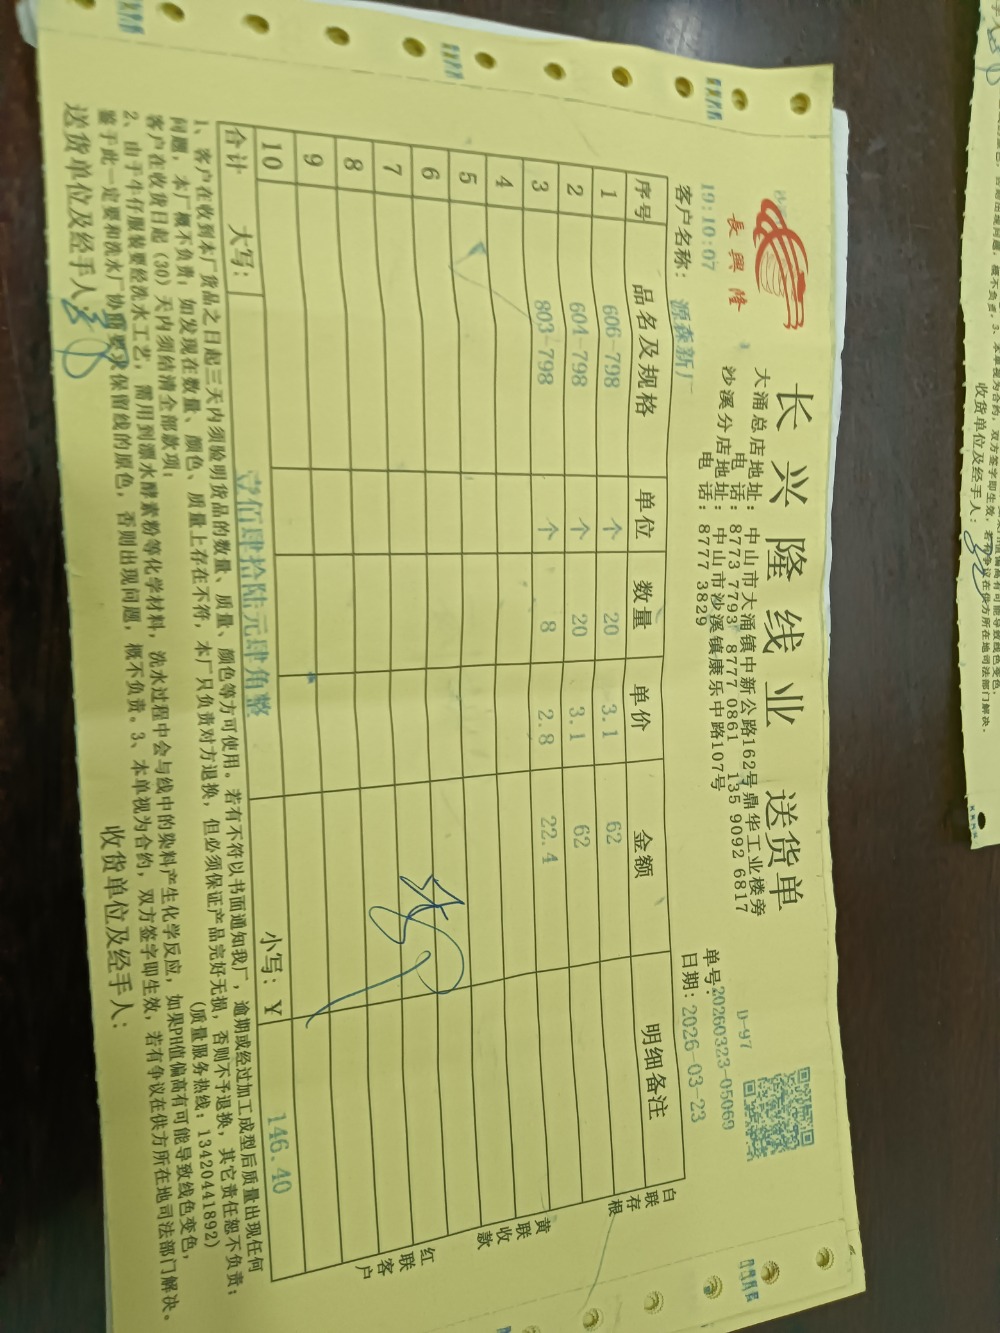 長興隆
长兴隆线业 送货单
大涌总店地址：中山市大涌镇中新公路162号鼎华工业楼旁
电话：8773 7793 8777 0861 135 9092 6817
沙溪分店地址：中山市沙溪镇康乐中路107号
电话：8777 3829
D-97
单号：20260323-05069
日期：2026-03-23
19:10:07
客户名称：源森新厂
序号 品名及规格 单位 数量 单价 金额 明细备注
1 606-798 个 20 3.1 62
2 604-798 个 20 3.1 62
3 803-798 个 8 2.8 22.4
4
5
6
7
8
9
10
合计 大写：壹佰肆拾陆元肆角整 小写：¥ 146.40
白联存根
黄联收款
红联客户
1、客户在收到本厂货品之日起三天内须验明货品的数量、质量、颜色等方可使用。若有不符以书面通知我厂，逾期或经过加工成型后质量出现任何
问题，本厂概不负责；如发现在数量、颜色、质量上存在不符，本厂只负责对方退换，但必须保证产品完好无损，否则不予退换，其它责任恕不负责；
客户在收货日起（30）天内须结清全部款项；
（质量服务热线：13420441892）
2、由于牛仔服装要经洗水工艺，需用到漂水酵素粉等化学材料，洗水过程中会与线中的染料产生化学反应，如果PH值偏高有可能导致线色变色，
鉴于此一定要和洗水厂协商要求保留线的原色，否则出现问题，概不负责。3、本单视为合约，双方签字即生效，若有争议在供方所在地司法部门解决。
送货单位及经手人：
收货单位及经手人：
收货单位及经手人：